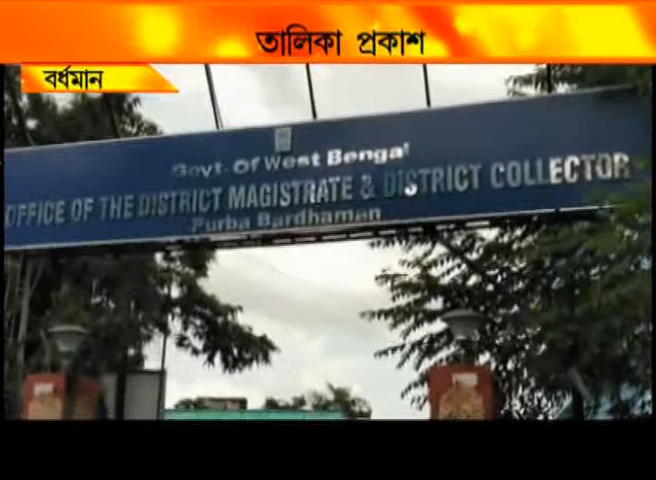 তালিকা প্রকাশ
বর্ধমান
Govt. Of West Bengal
OFFICE OF THE DISTRICT MAGISTRATE & DISTRICT COLLECTOR
Purba Bardhaman